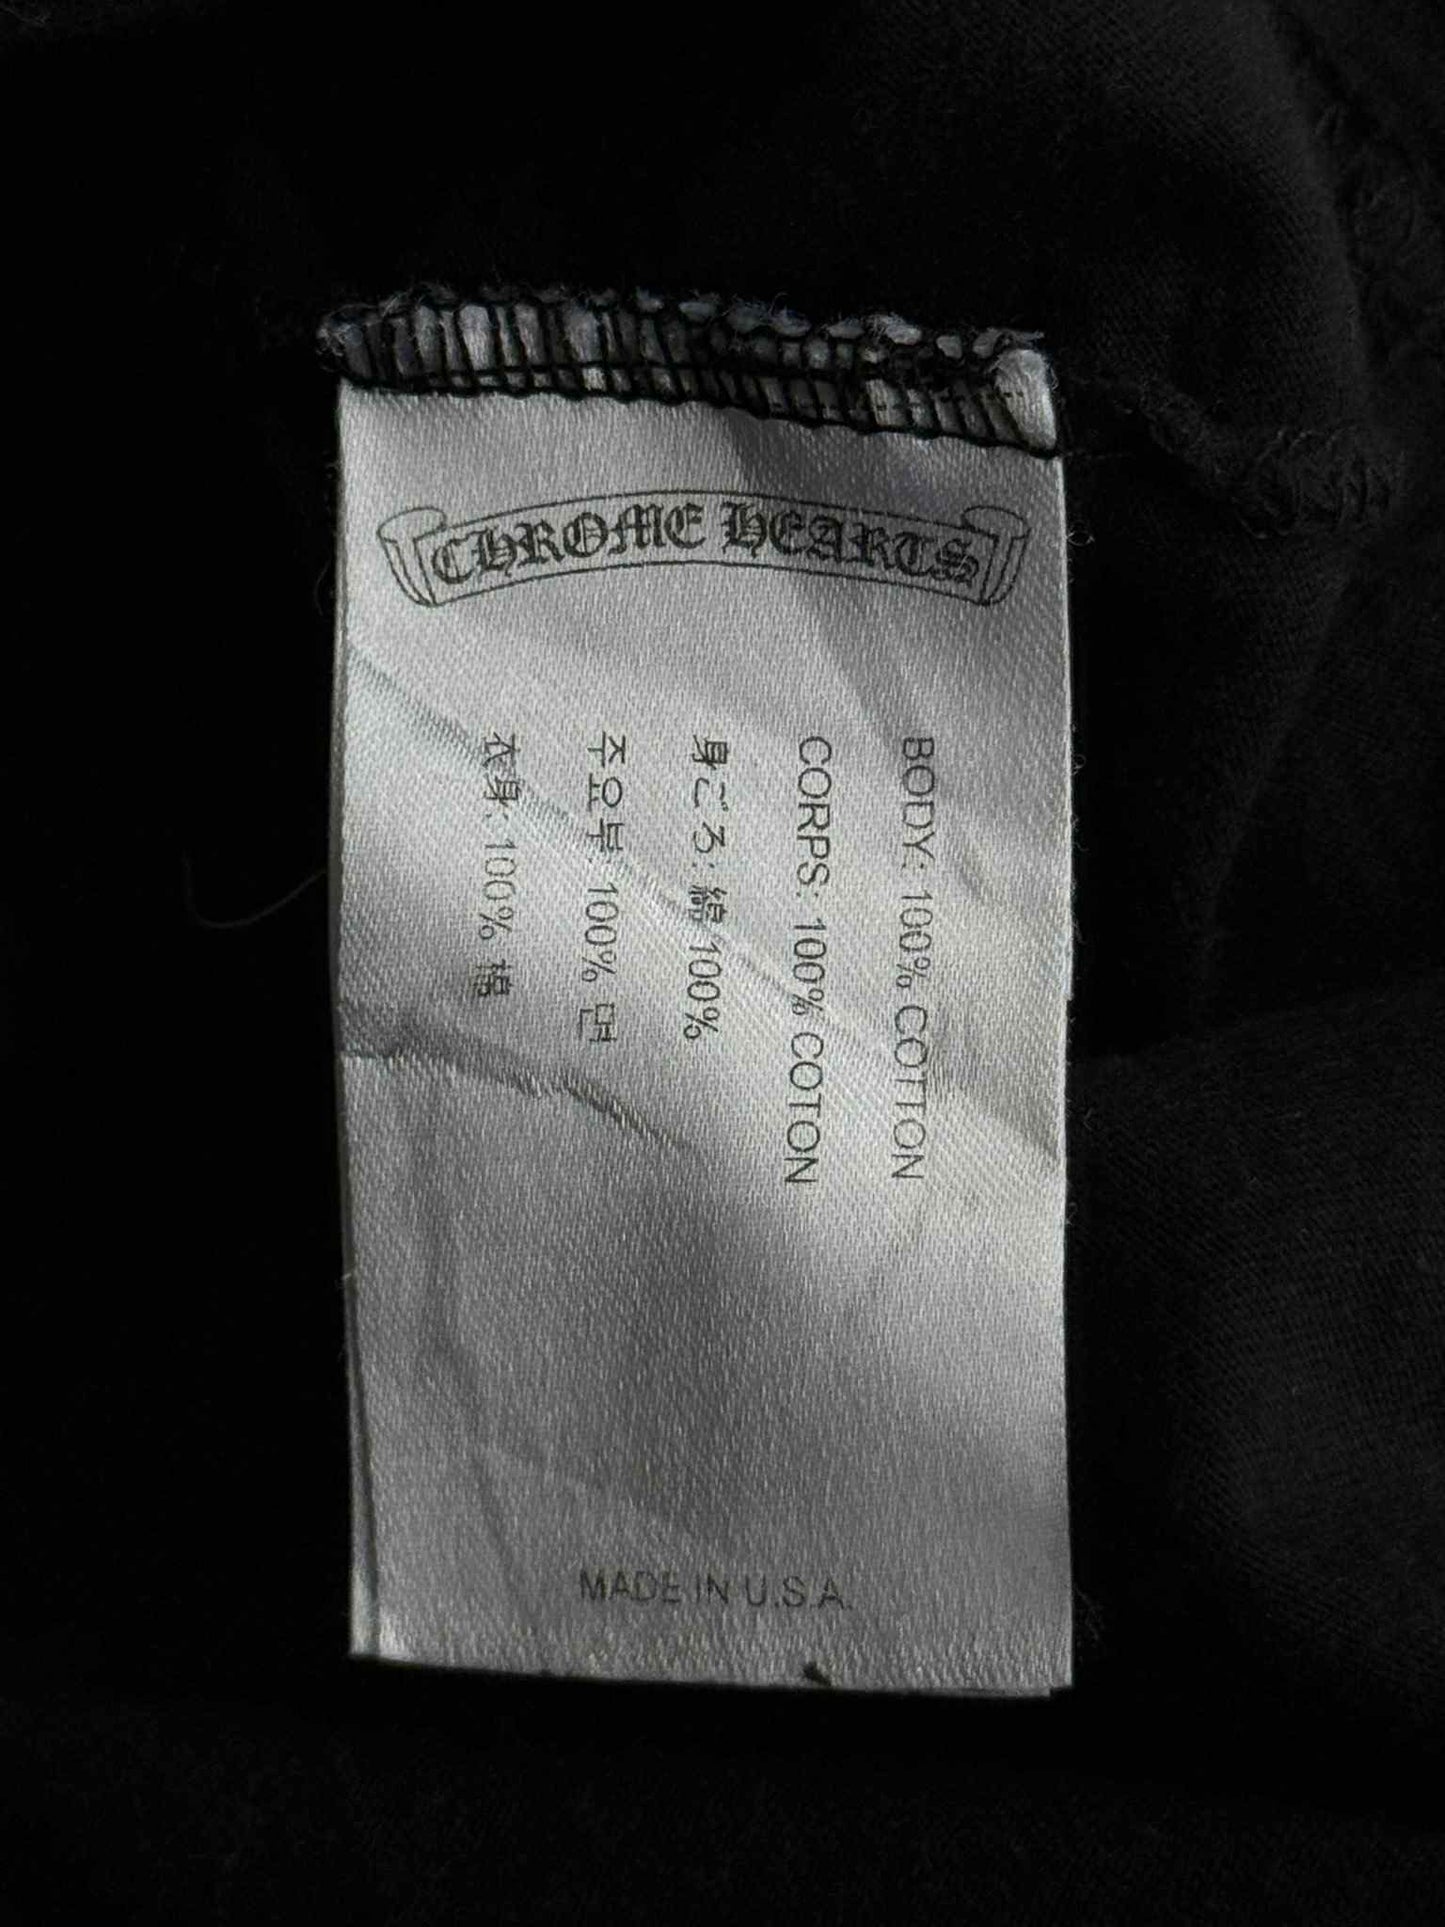 CHROME HEARTS
BODY: 100% COTTON
CORPS: 100% COTON
身ごろ: 綿 100%
주요부: 100% 면
衣身: 100% 棉
MADE IN U.S.A.